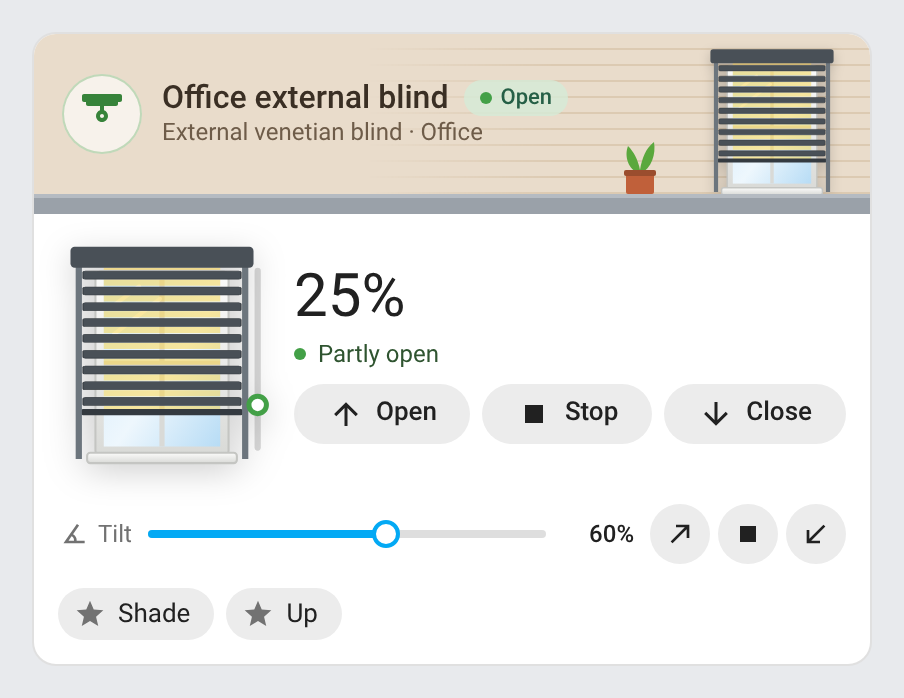 Office external blind
Open
External venetian blind · Office
25%
Partly open
Open
Stop
Close
Tilt
60%
Shade
Up